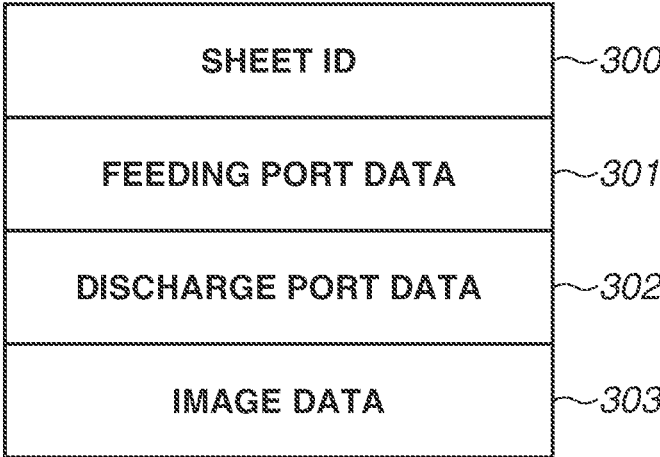 SHEET ID 300
FEEDING PORT DATA 301
DISCHARGE PORT DATA 302
IMAGE DATA 303